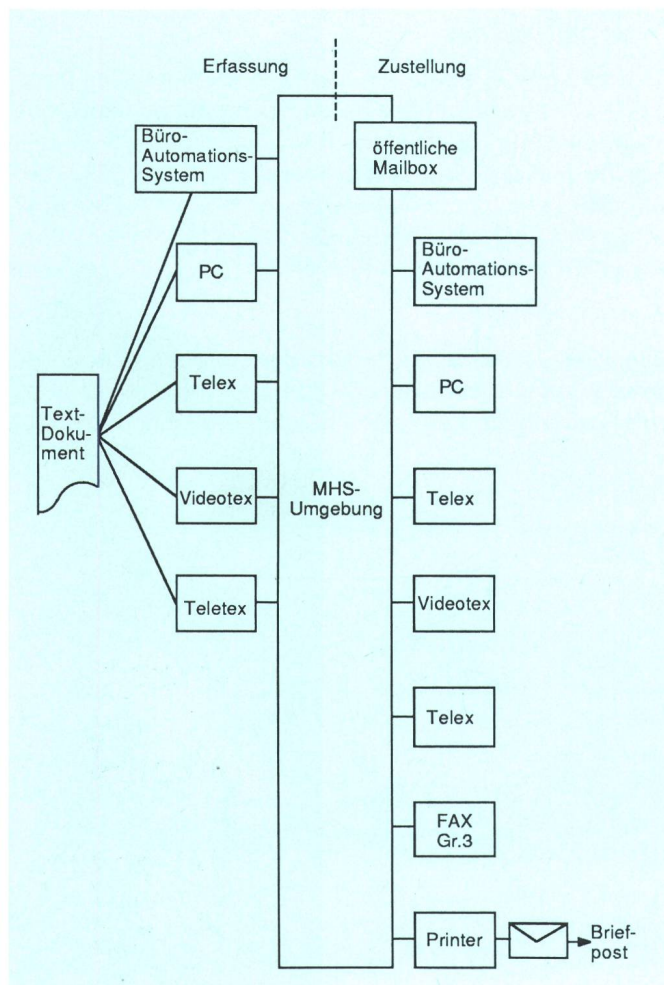 Erfassung
Zustellung
Büro-
Automations-
System
öffentliche
Mailbox
PC
Büro-
Automations-
System
Telex
PC
Text-
Doku-
ment
Videotex
MHS-
Umgebung
Telex
Teletex
Videotex
Telex
FAX
Gr.3
Printer
Brief-
post